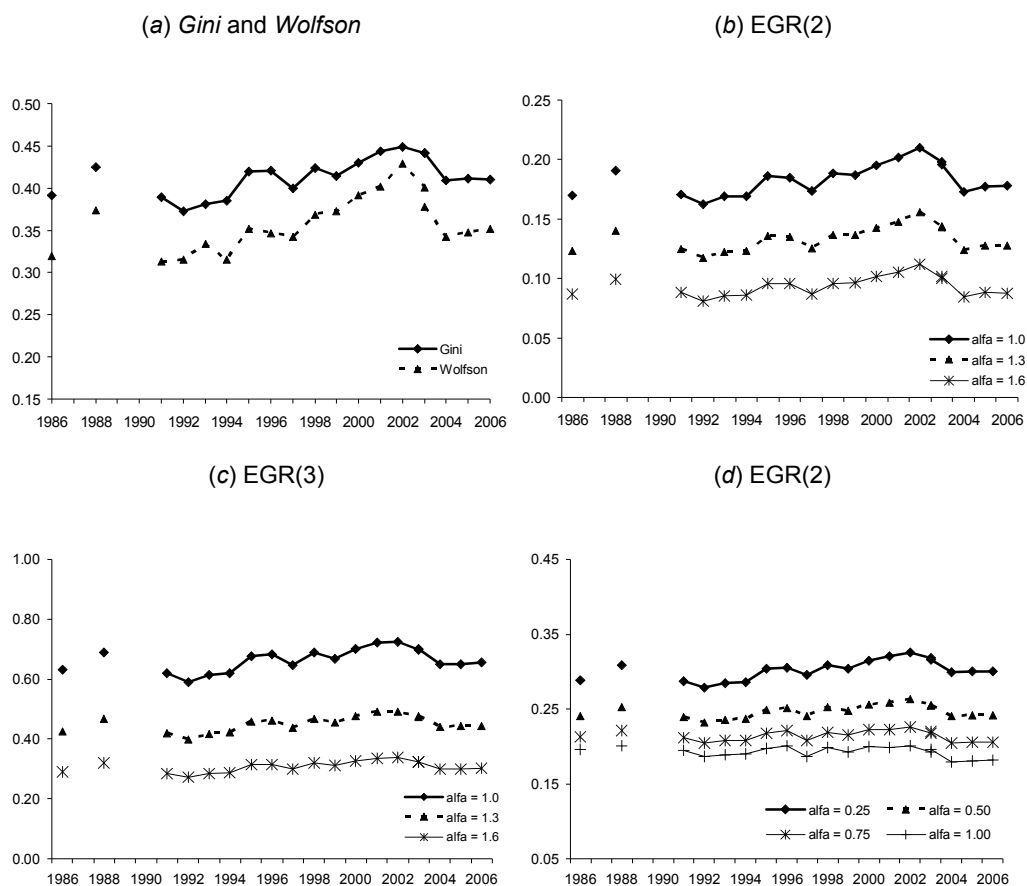 (a) Gini and Wolfson
(b) EGR(2)
0.50
0.45
0.40
0.35
0.30
0.25
0.20
0.15
Gini
Wolfson
1986 1988 1990 1992 1994 1996 1998 2000 2002 2004 2006
0.25
0.20
0.15
0.10
0.05
0.00
alfa = 1.0
alfa = 1.3
alfa = 1.6
1986 1988 1990 1992 1994 1996 1998 2000 2002 2004 2006
(c) EGR(3)
(d) EGR(2)
1.00
0.80
0.60
0.40
0.20
0.00
alfa = 1.0
alfa = 1.3
alfa = 1.6
1986 1988 1990 1992 1994 1996 1998 2000 2002 2004 2006
0.45
0.35
0.25
0.15
0.05
alfa = 0.25 alfa = 0.50
alfa = 0.75 alfa = 1.00
1986 1988 1990 1992 1994 1996 1998 2000 2002 2004 2006